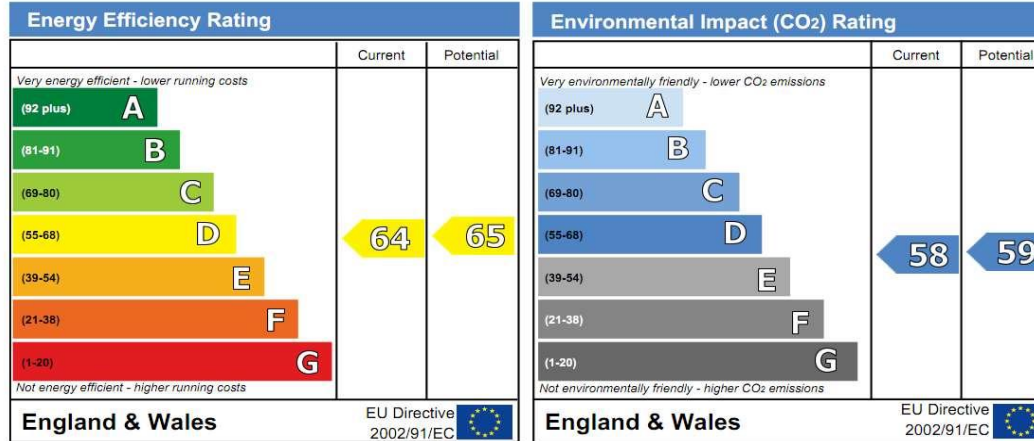 Energy Efficiency Rating
Current Potential
Very energy efficient - lower running costs
(92 plus) A
(81-91) B
(69-80) C
(55-68) D
64 65
(39-54) E
(21-38) F
(1-20) G
Not energy efficient - higher running costs
England & Wales
EU Directive
2002/91/EC
Environmental Impact (CO2) Rating
Current Potential
Very environmentally friendly - lower CO2 emissions
(92 plus) A
(81-91) B
(69-80) C
(55-68) D
58 59
(39-54) E
(21-38) F
(1-20) G
Not environmentally friendly - higher CO2 emissions
England & Wales
EU Directive
2002/91/EC